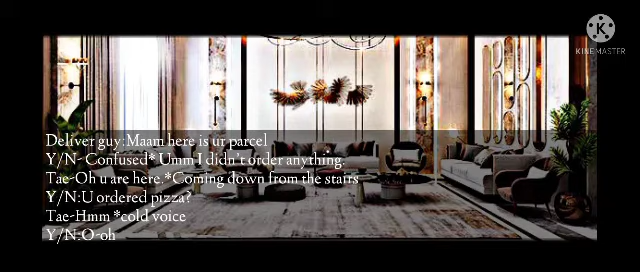 KINEMASTER
Deliver guy:Maam here is ur parcel
Y/N- Confused* Umm I didn't order anything.
Tae-Oh u are here.*Coming down from the stairs
Y/N:U ordered pizza?
Tae-Hmm *cold voice
Y/N:O-oh